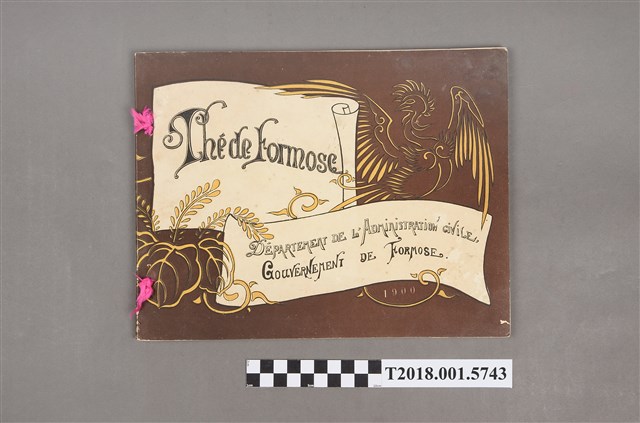 Thé de Formose
Département de l'Administration civile,
Gouvernement de Formose.
1900
T2018.001.5743